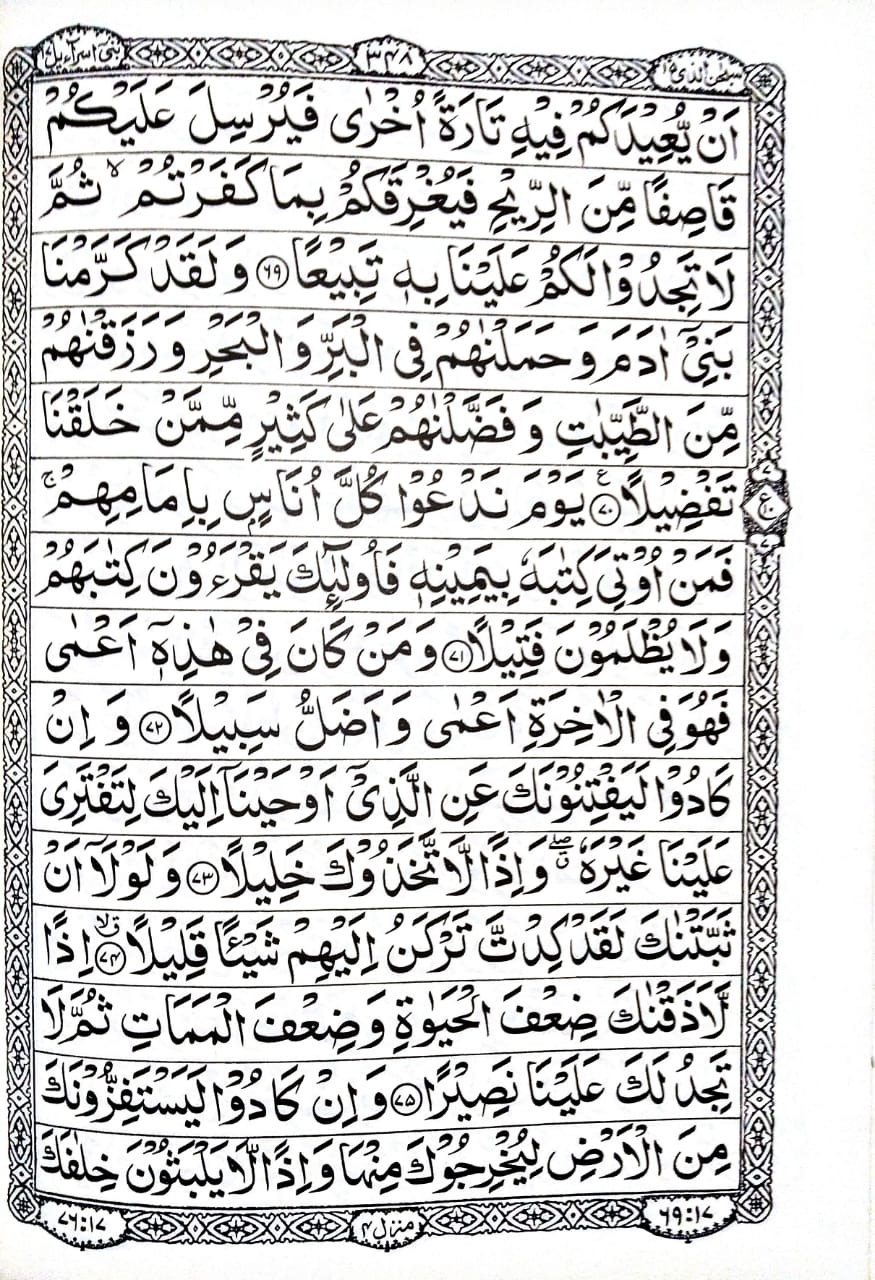 سبحٰن الذی ۱۵ ۳۴۸ بنیٓ اسرآءیل ۱۷
اَنْ یُّعِیْدَكُمْ فِیْهِ تَارَةً اُخْرٰى فَیُرْسِلَ عَلَیْكُمْ
قَاصِفًا مِّنَ الرِّیْحِ فَیُغْرِقَكُمْ بِمَا كَفَرْتُمْ ۙ ثُمَّ
لَا تَجِدُوْا لَكُمْ عَلَیْنَا بِهٖ تَبِیْعًا ﴿۶۹﴾ وَ لَقَدْ كَرَّمْنَا
بَنِیْۤ اٰدَمَ وَ حَمَلْنٰهُمْ فِی الْبَرِّ وَ الْبَحْرِ وَ رَزَقْنٰهُمْ
مِّنَ الطَّیِّبٰتِ وَ فَضَّلْنٰهُمْ عَلٰى كَثِیْرٍ مِّمَّنْ خَلَقْنَا
تَفْضِیْلًا ﴿۷۰﴾ ع یَوْمَ نَدْعُوْا كُلَّ اُنَاسٍۭ بِاِمَامِهِمْ ۚ
فَمَنْ اُوْتِیَ كِتٰبَهٗ بِیَمِیْنِهٖ فَاُولٰٓىِٕكَ یَقْرَءُوْنَ كِتٰبَهُمْ
وَ لَا یُظْلَمُوْنَ فَتِیْلًا ﴿۷۱﴾ وَ مَنْ كَانَ فِیْ هٰذِهٖۤ اَعْمٰى
فَهُوَ فِی الْاٰخِرَةِ اَعْمٰى وَ اَضَلُّ سَبِیْلًا ﴿۷۲﴾ وَ اِنْ
كَادُوْا لَیَفْتِنُوْنَكَ عَنِ الَّذِیْۤ اَوْحَیْنَاۤ اِلَیْكَ لِتَفْتَرِیَ
عَلَیْنَا غَیْرَهٗ ۖۗ وَ اِذًا لَّاتَّخَذُوْكَ خَلِیْلًا ﴿۷۳﴾ وَ لَوْ لَاۤ اَنْ
ثَبَّتْنٰكَ لَقَدْ كِدْتَّ تَرْكَنُ اِلَیْهِمْ شَیْـًٔا قَلِیْلًا ﴿۷۴﴾ ۗۙ اِذًا
لَّاَذَقْنٰكَ ضِعْفَ الْحَیٰوةِ وَ ضِعْفَ الْمَمَاتِ ثُمَّ لَا
تَجِدُ لَكَ عَلَیْنَا نَصِیْرًا ﴿۷۵﴾ وَ اِنْ كَادُوْا لَیَسْتَفِزُّوْنَكَ
مِنَ الْاَرْضِ لِیُخْرِجُوْكَ مِنْهَا وَ اِذًا لَّا یَلْبَثُوْنَ خِلٰفَكَ
ع ۱۰
۶۹:۱۷ منزل ۴ ۷۶:۱۷